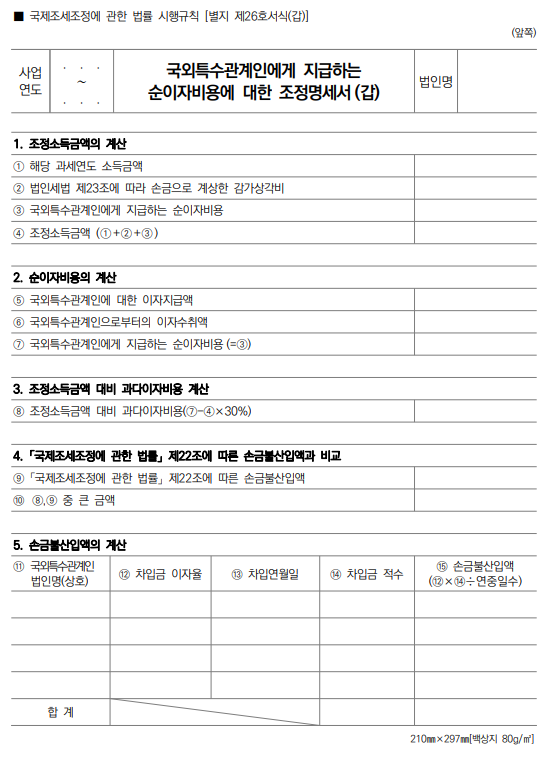 ■ 국제조세조정에 관한 법률 시행규칙 [별지 제26호서식(갑)]
(앞쪽)
사업
연도
. . .
~
. . .
국외특수관계인에게 지급하는
순이자비용에 대한 조정명세서 (갑)
법인명
1. 조정소득금액의 계산
① 해당 과세연도 소득금액
② 법인세법 제23조에 따라 손금으로 계상한 감가상각비
③ 국외특수관계인에게 지급하는 순이자비용
④ 조정소득금액 (①+②+③)
2. 순이자비용의 계산
⑤ 국외특수관계인에 대한 이자지급액
⑥ 국외특수관계인으로부터의 이자수취액
⑦ 국외특수관계인에게 지급하는 순이자비용 (=③)
3. 조정소득금액 대비 과다이자비용 계산
⑧ 조정소득금액 대비 과다이자비용(⑦-④×30%)
4.「국제조세조정에 관한 법률」제22조에 따른 손금불산입액과 비교
⑨「국제조세조정에 관한 법률」제22조에 따른 손금불산입액
⑩ ⑧,⑨ 중 큰 금액
5. 손금불산입액의 계산
⑪ 국외특수관계인
법인명(상호)
⑫ 차입금 이자율
⑬ 차입연월일
⑭ 차입금 적수
⑮ 손금불산입액
(⑫×⑭÷연중일수)
합 계
210㎜×297㎜[백상지 80g/㎡]